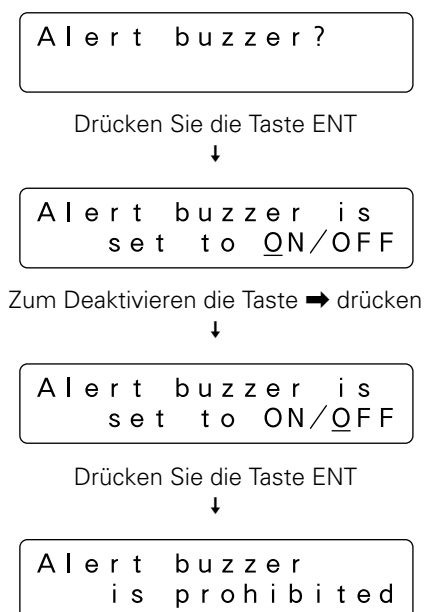 Alert buzzer?
Drücken Sie die Taste ENT
↓
Alert buzzer is
set to ON/OFF
Zum Deaktivieren die Taste ➡ drücken
↓
Alert buzzer is
set to ON/OFF
Drücken Sie die Taste ENT
↓
Alert buzzer
is prohibited